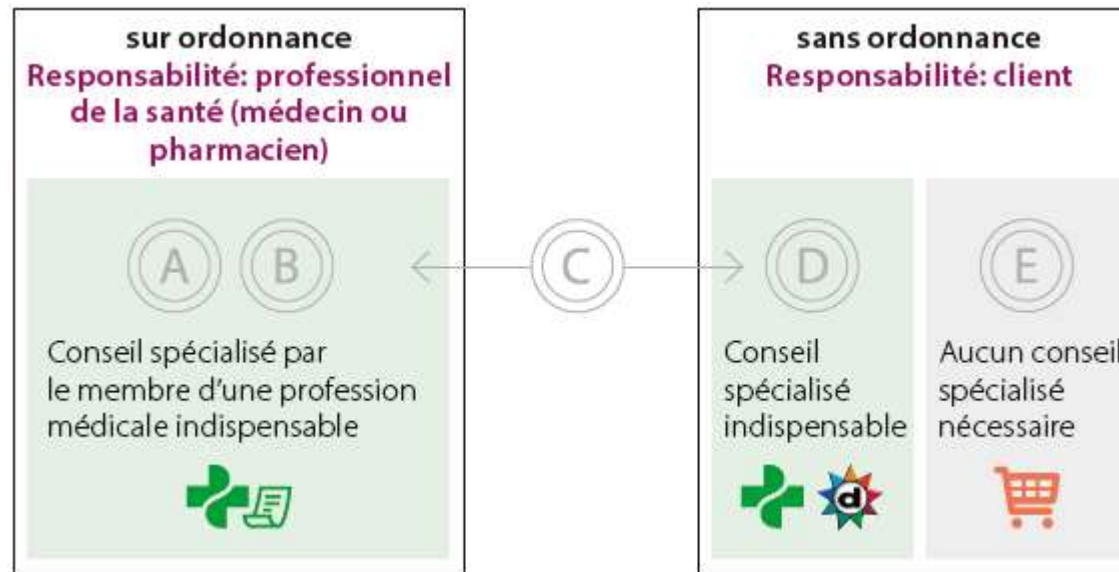 sur ordonnance
Responsabilité: professionnel
de la santé (médecin ou
pharmacien)
A B
Conseil spécialisé par
le membre d'une profession
médicale indispensable
C
sans ordonnance
Responsabilité: client
D
Conseil
spécialisé
indispensable
d
E
Aucun conseil
spécialisé
nécessaire